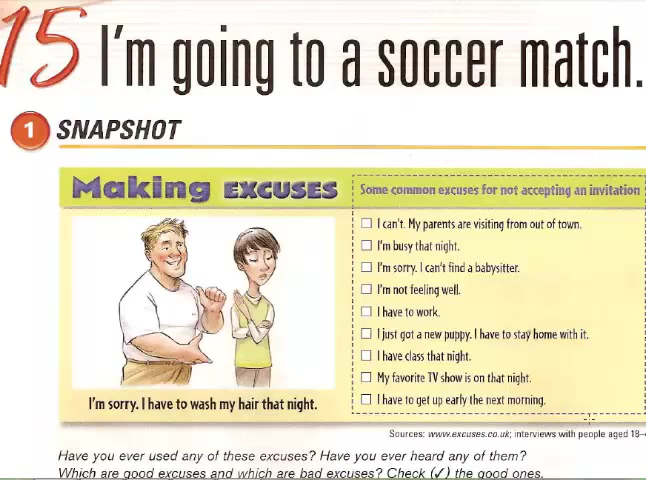 15 I'm going to a soccer match.
1 SNAPSHOT
Making EXCUSES
Some common excuses for not accepting an invitation
I can't. My parents are visiting from out of town.
I'm busy that night.
I'm sorry. I can't find a babysitter.
I'm not feeling well.
I have to work.
I just got a new puppy. I have to stay home with it.
I have class that night.
My favorite TV show is on that night.
I have to get up early the next morning.
I'm sorry. I have to wash my hair that night.
Sources: www.excuses.co.uk; interviews with people aged 18–
Have you ever used any of these excuses? Have you ever heard any of them?
Which are good excuses and which are bad excuses? Check (✓) the good ones.